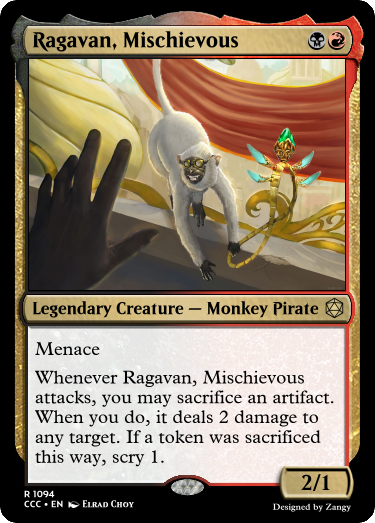 Ragavan, Mischievous
Legendary Creature — Monkey Pirate
Menace
Whenever Ragavan, Mischievous
attacks, you may sacrifice an artifact.
When you do, it deals 2 damage to
any target. If a token was sacrificed
this way, scry 1.
2/1
R 1094
CCC • EN Elrad Choy
Designed by Zangy